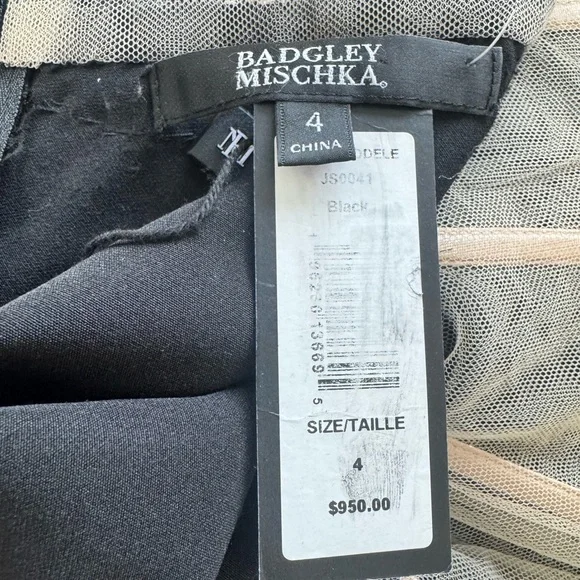 BADGLEY
MISCHKA
4
CHINA
JS0041
Black
SIZE/TAILLE
4
$950.00